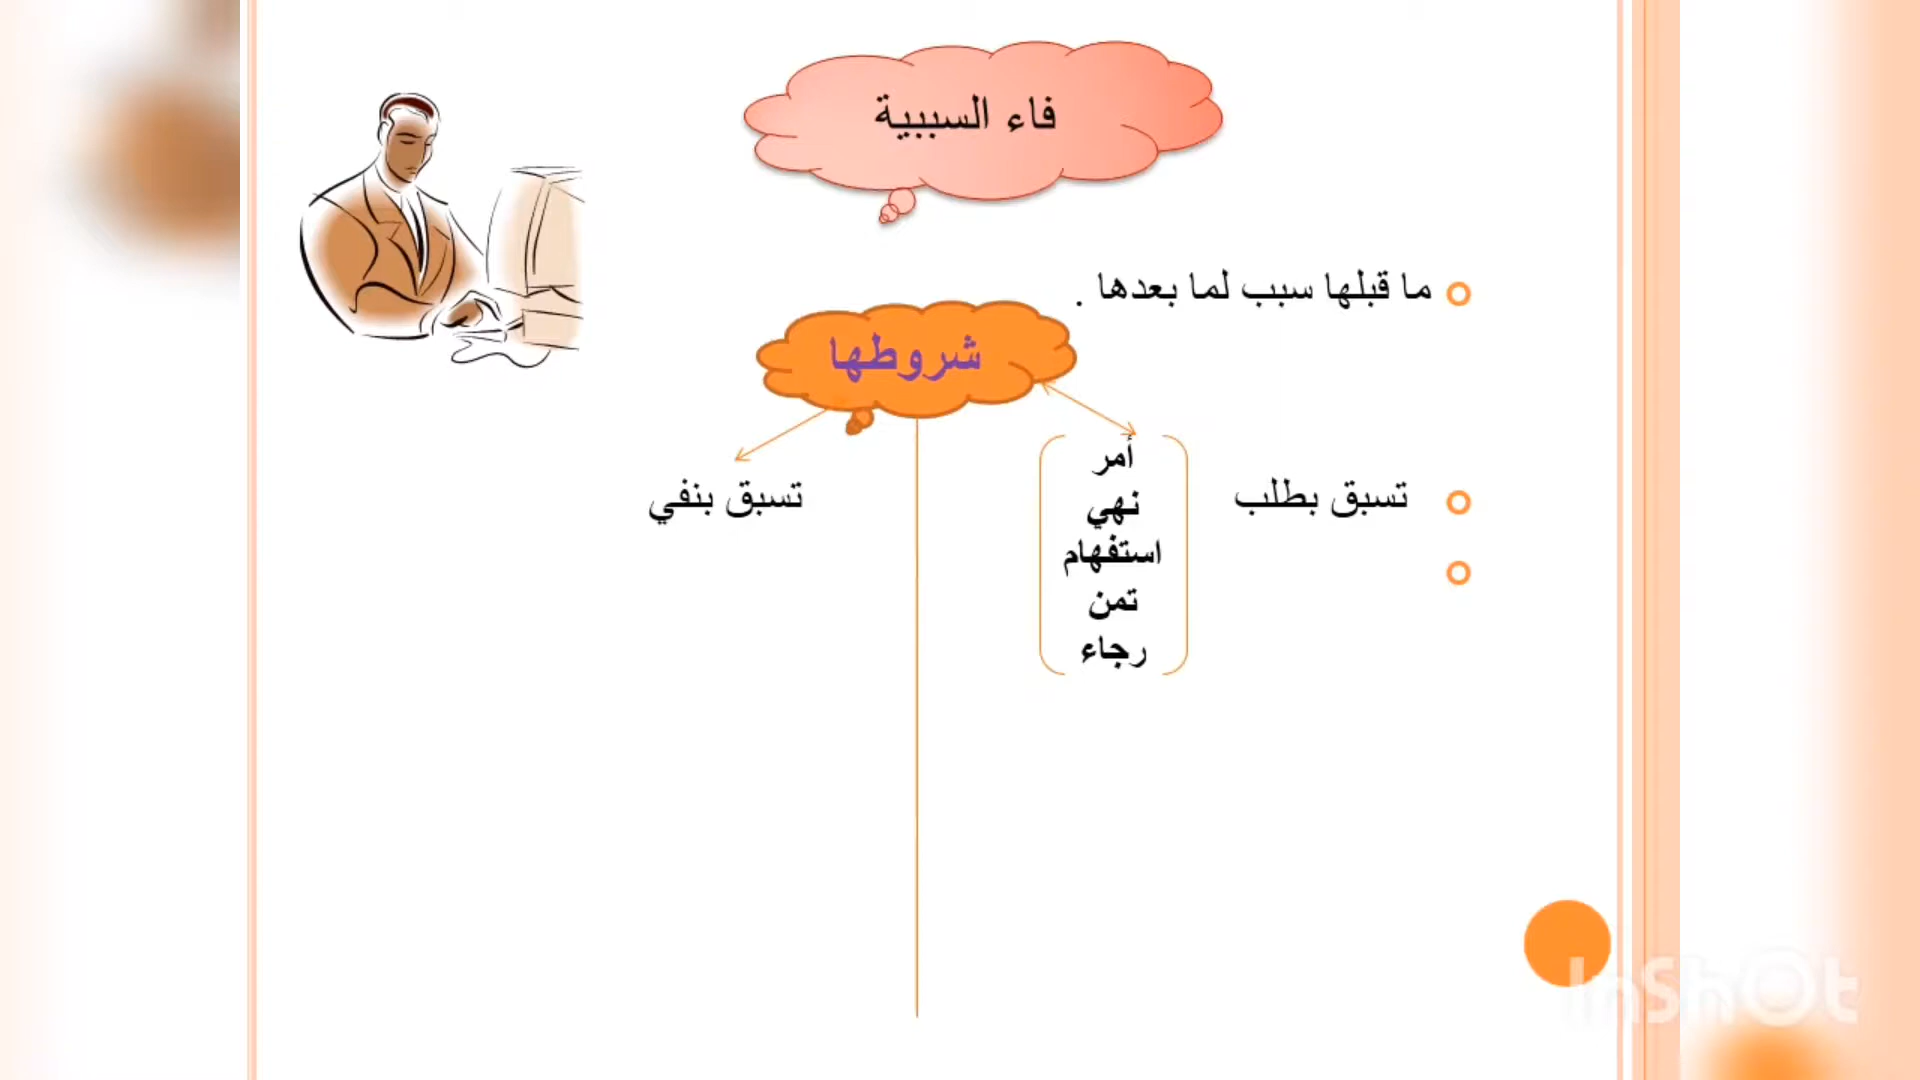 فاء السببية
ما قبلها سبب لما بعدها .
شروطها
تسبق بطلب
أمر
نهي
استفهام
تمن
رجاء
تسبق بنفي
InShOt